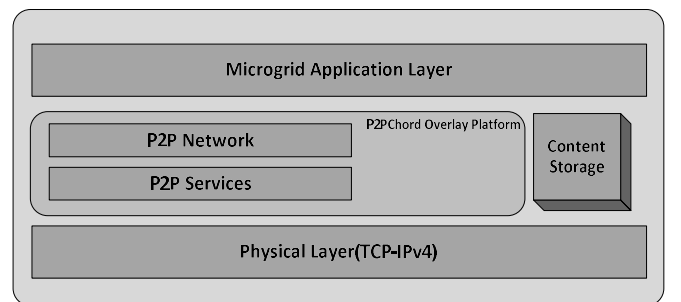 Microgrid Application Layer
P2PChord Overlay Platform
P2P Network
P2P Services
Content
Storage
Physical Layer(TCP-IPv4)